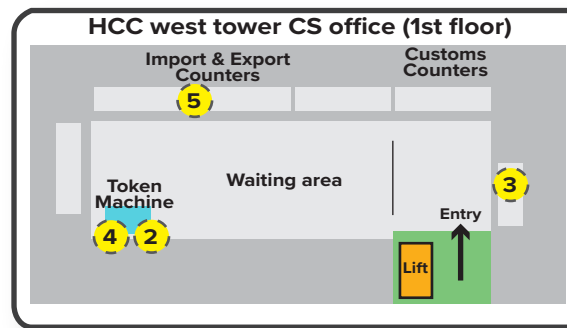 HCC west tower CS office (1st floor)
Import & Export
Counters
Customs
Counters
5
Waiting area
3
Token
Machine
4
2
Entry
Lift